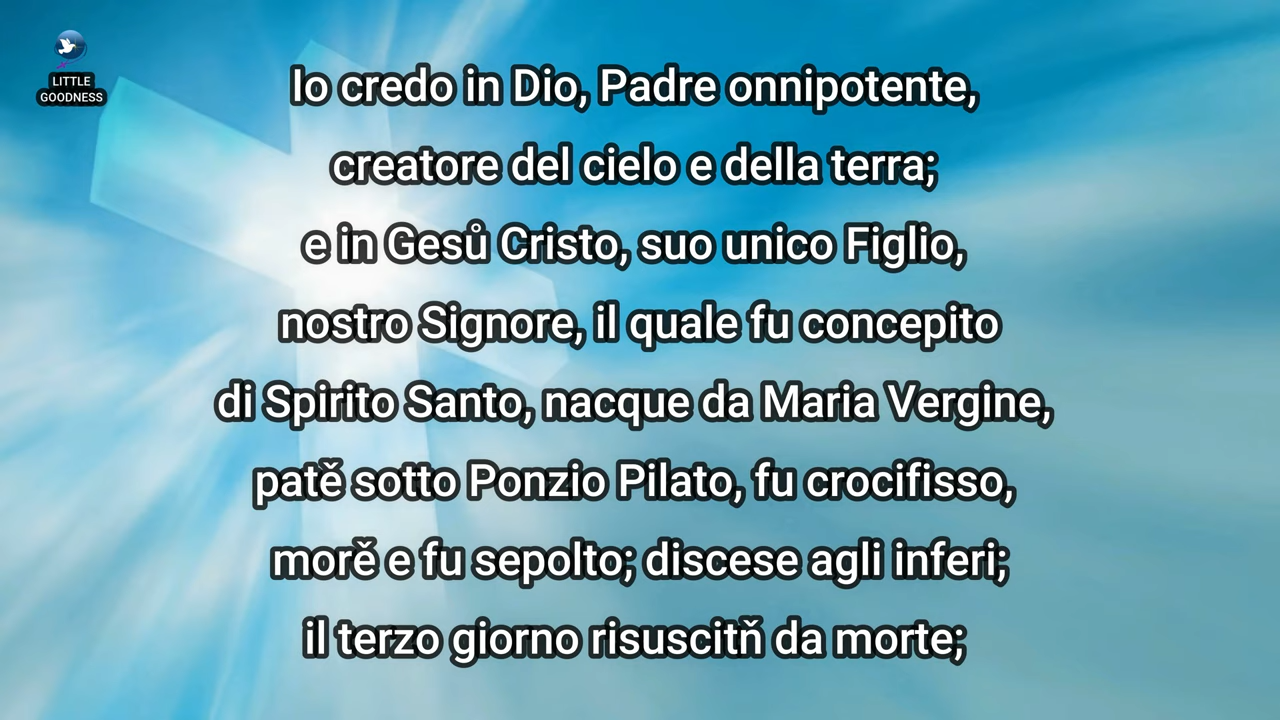 LITTLE
GOODNESS
Io credo in Dio, Padre onnipotente,
creatore del cielo e della terra;
e in Gesů Cristo, suo unico Figlio,
nostro Signore, il quale fu concepito
di Spirito Santo, nacque da Maria Vergine,
patě sotto Ponzio Pilato, fu crocifisso,
morě e fu sepolto; discese agli inferi;
il terzo giorno risuscitň da morte;